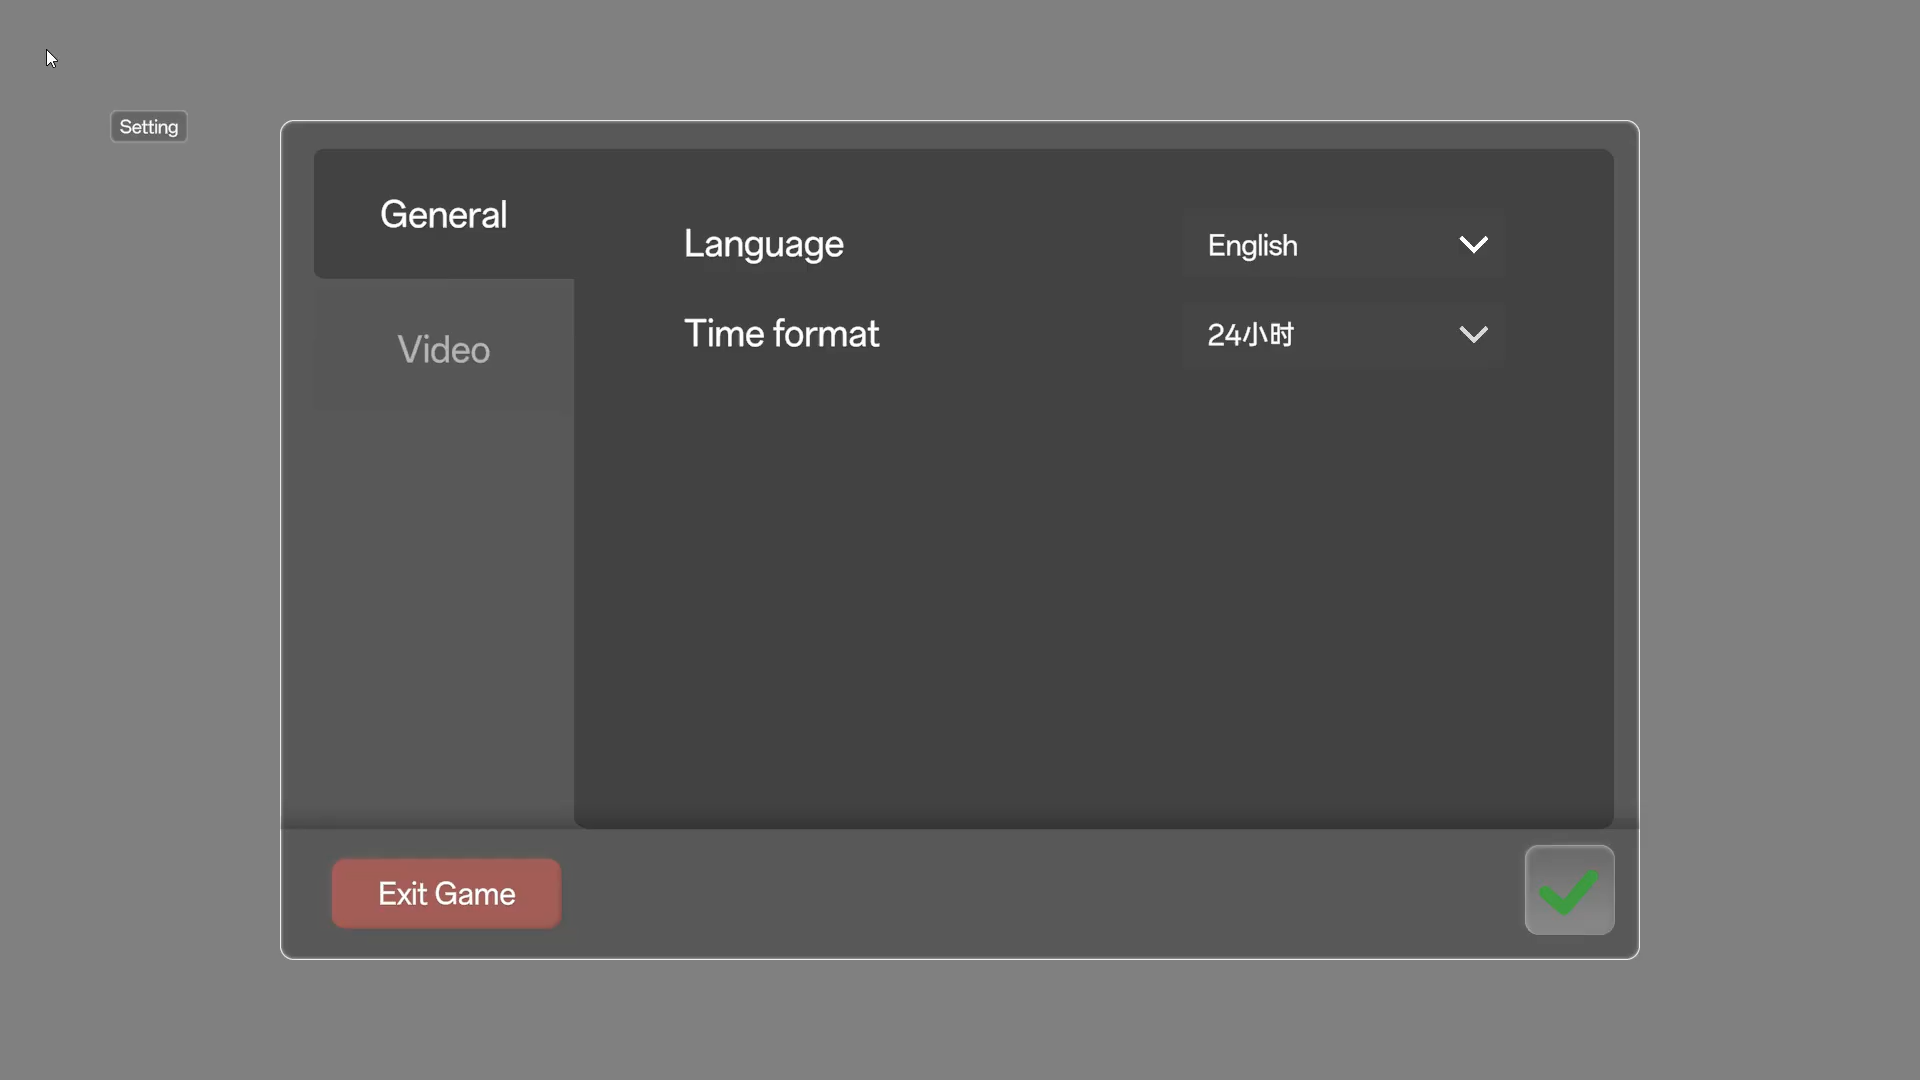 Setting
General
Language
English
Time format
24小时
Video
Exit Game